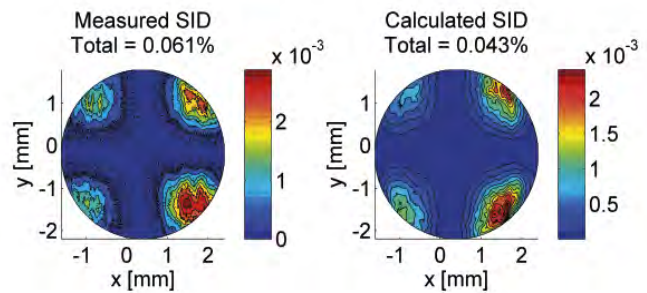 Measured SID
Total = 0.061%
x 10-3
y [mm]
1
0
-1
-2
-1 0 1 2
x [mm]
2
1
0
Calculated SID
Total = 0.043%
x 10-3
y [mm]
1
0
-1
-2
-1 0 1 2
x [mm]
2
1.5
1
0.5